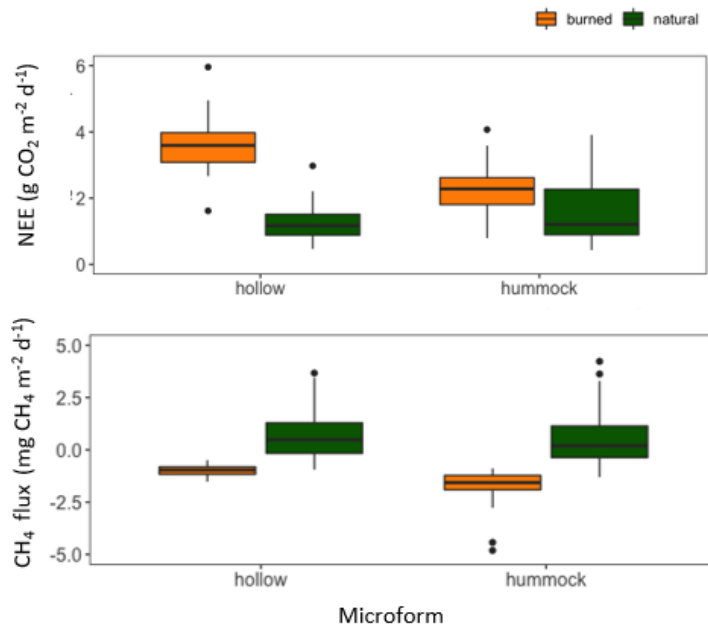 burned natural
NEE (g CO₂ m⁻² d⁻¹)
6
4
2
0
hollow hummock
CH₄ flux (mg CH₄ m⁻² d⁻¹)
5.0
2.5
0.0
-2.5
-5.0
hollow hummock
Microform